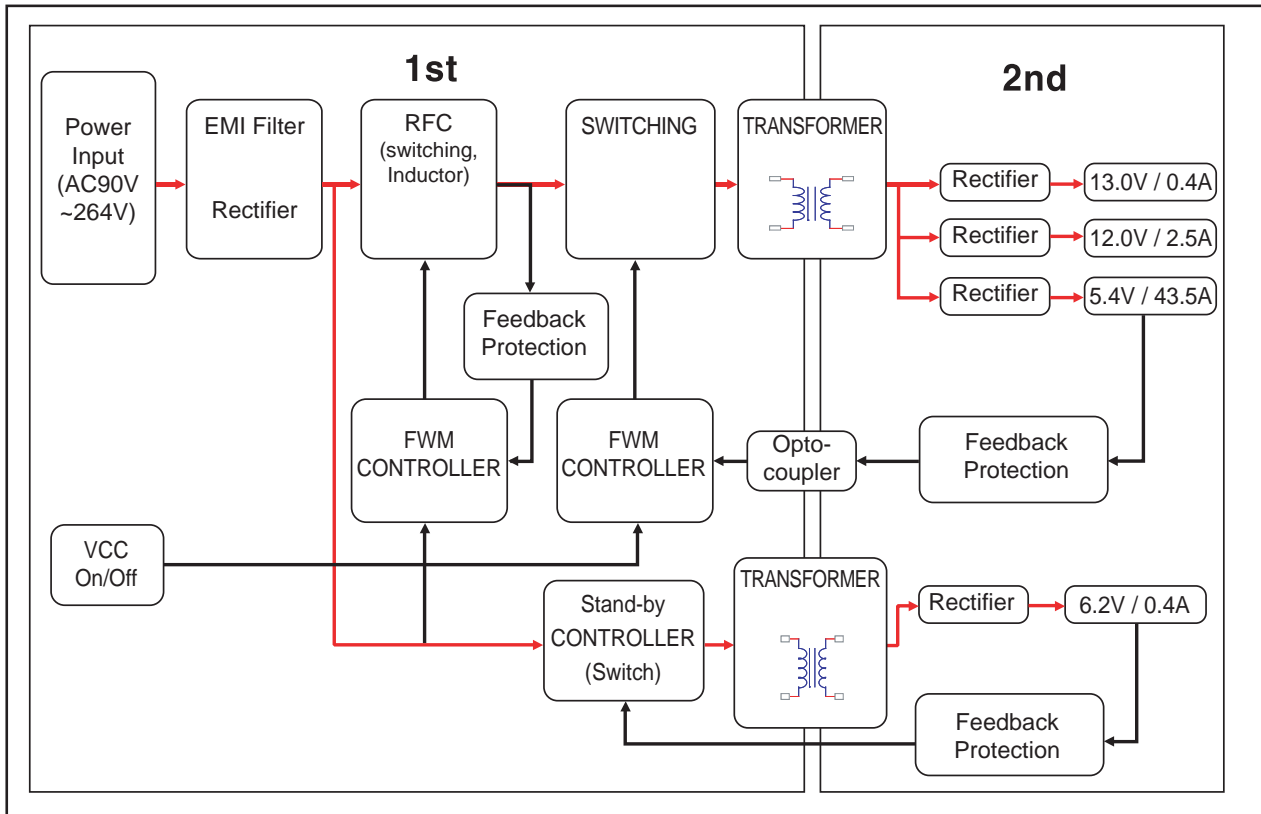 1st
2nd
Power
Input
(AC90V
~264V)
EMI Filter
Rectifier
RFC
(switching,
Inductor)
SWITCHING
TRANSFORMER
Rectifier
13.0V / 0.4A
Rectifier
12.0V / 2.5A
Rectifier
5.4V / 43.5A
Feedback
Protection
FWM
CONTROLLER
FWM
CONTROLLER
Opto-
coupler
Feedback
Protection
VCC
On/Off
Stand-by
CONTROLLER
(Switch)
TRANSFORMER
Rectifier
6.2V / 0.4A
Feedback
Protection